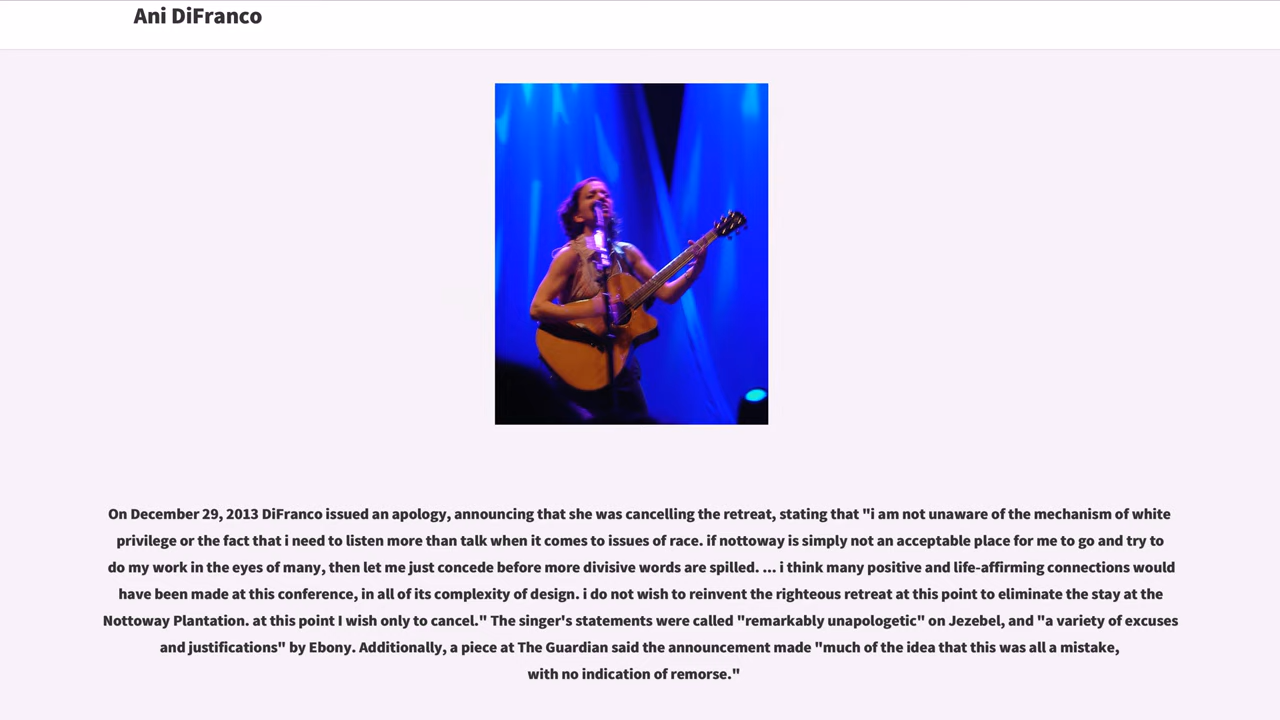 Ani DiFranco
On December 29, 2013 DiFranco issued an apology, announcing that she was cancelling the retreat, stating that "i am not unaware of the mechanism of white
privilege or the fact that i need to listen more than talk when it comes to issues of race. if nottoway is simply not an acceptable place for me to go and try to
do my work in the eyes of many, then let me just concede before more divisive words are spilled. ... i think many positive and life-affirming connections would
have been made at this conference, in all of its complexity of design. i do not wish to reinvent the righteous retreat at this point to eliminate the stay at the
Nottoway Plantation. at this point I wish only to cancel." The singer's statements were called "remarkably unapologetic" on Jezebel, and "a variety of excuses
and justifications" by Ebony. Additionally, a piece at The Guardian said the announcement made "much of the idea that this was all a mistake,
with no indication of remorse."